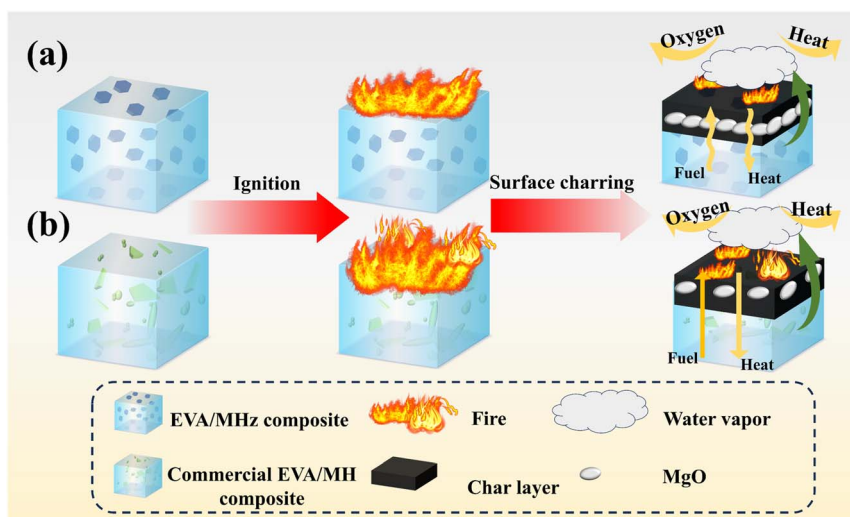 (a)
Oxygen
Heat
Ignition
Surface charring
Fuel
Heat
(b)
Oxygen
Heat
Fuel
Heat
EVA/MHz composite
Fire
Water vapor
Commercial EVA/MH
composite
Char layer
MgO